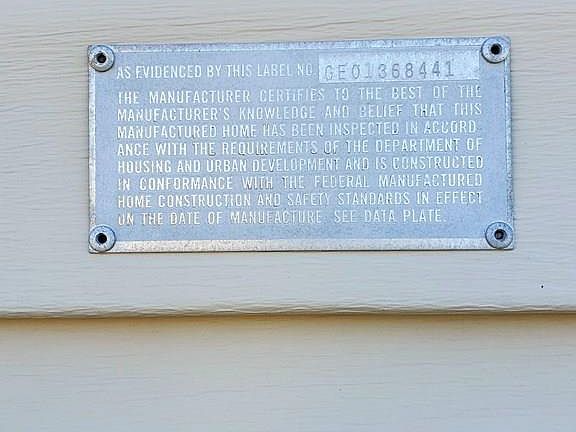 AS EVIDENCED BY THIS LABEL NO. GEO1368441
THE MANUFACTURER CERTIFIES TO THE BEST OF THE
MANUFACTURER'S KNOWLEDGE AND BELIEF THAT THIS
MANUFACTURED HOME HAS BEEN INSPECTED IN ACCORD-
ANCE WITH THE REQUIREMENTS OF THE DEPARTMENT OF
HOUSING AND URBAN DEVELOPMENT AND IS CONSTRUCTED
IN CONFORMANCE WITH THE FEDERAL MANUFACTURED
HOME CONSTRUCTION AND SAFETY STANDARDS IN EFFECT
ON THE DATE OF MANUFACTURE. SEE DATA PLATE.